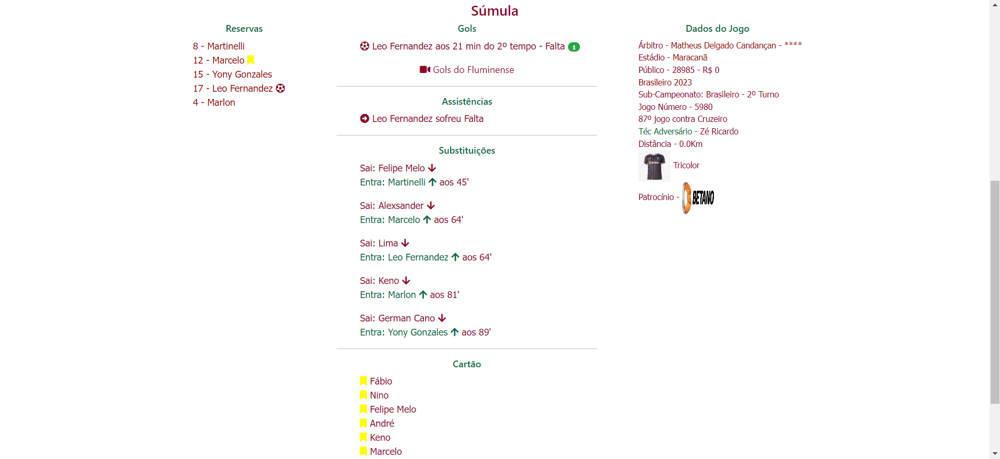 Súmula
Reservas
8 - Martinelli
12 - Marcelo
15 - Yony Gonzales
17 - Leo Fernandez
4 - Marlon
Gols
Leo Fernandez aos 21 min do 2º tempo - Falta 1
Gols do Fluminense
Assistências
Leo Fernandez sofreu Falta
Substituições
Sai: Felipe Melo
Entra: Martinelli aos 45'
Sai: Alexsander
Entra: Marcelo aos 64'
Sai: Lima
Entra: Leo Fernandez aos 64'
Sai: Keno
Entra: Marlon aos 81'
Sai: German Cano
Entra: Yony Gonzales aos 89'
Cartão
Fábio
Nino
Felipe Melo
André
Keno
Marcelo
Dados do Jogo
Árbitro - Matheus Delgado Candançan - ****
Estádio - Maracanã
Público - 28985 - R$ 0
Brasileiro 2023
Sub-Campeonato: Brasileiro - 2º Turno
Jogo Número - 5980
87º jogo contra Cruzeiro
Téc Adversário - Zé Ricardo
Distância - 0.0Km
BETANO
Tricolor
Patrocínio - BETANO